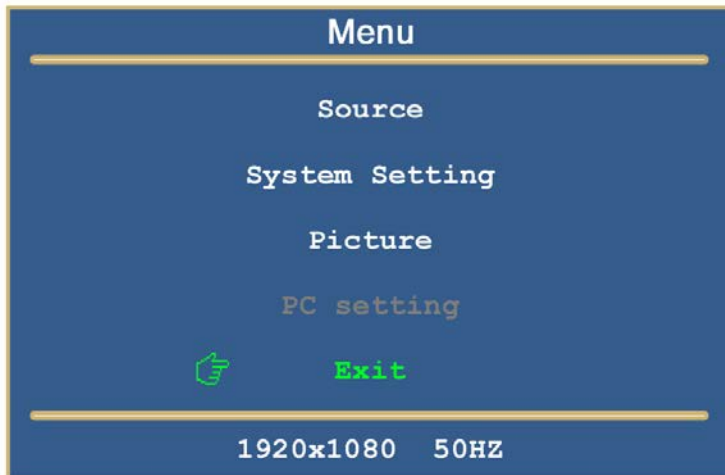 Menu
Source
System Setting
Picture
PC setting
Exit
1920x1080 50HZ